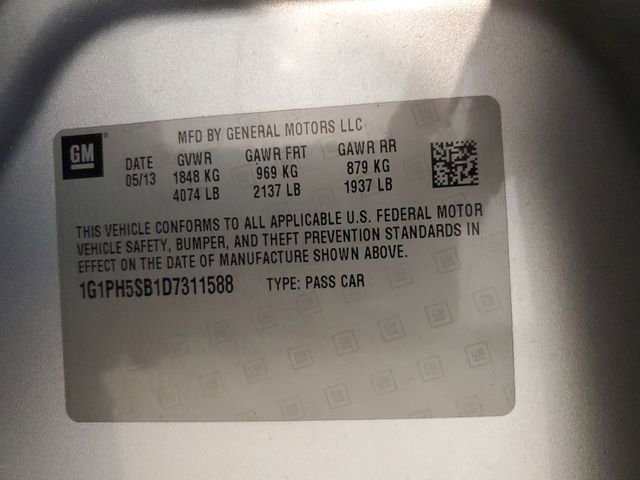 GM
MFD BY GENERAL MOTORS LLC
DATE GVWR GAWR FRT GAWR RR
05/13 1848 KG 969 KG 879 KG
4074 LB 2137 LB 1937 LB
THIS VEHICLE CONFORMS TO ALL APPLICABLE U.S. FEDERAL MOTOR
VEHICLE SAFETY, BUMPER, AND THEFT PREVENTION STANDARDS IN
EFFECT ON THE DATE OF MANUFACTURE SHOWN ABOVE.
1G1PH5SB1D7311588 TYPE: PASS CAR